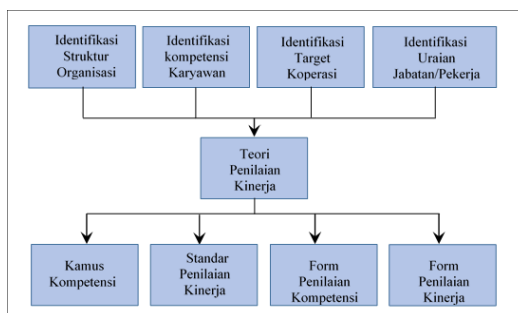 Identifikasi
Struktur
Organisasi
Identifikasi
kompetensi
Karyawan
Identifikasi
Target
Koperasi
Identifikasi
Uraian
Jabatan/Pekerja
Teori
Penilaian
Kinerja
Kamus
Kompetensi
Standar
Penilaian
Kinerja
Form
Penilaian
Kompetensi
Form
Penilaian
Kinerja